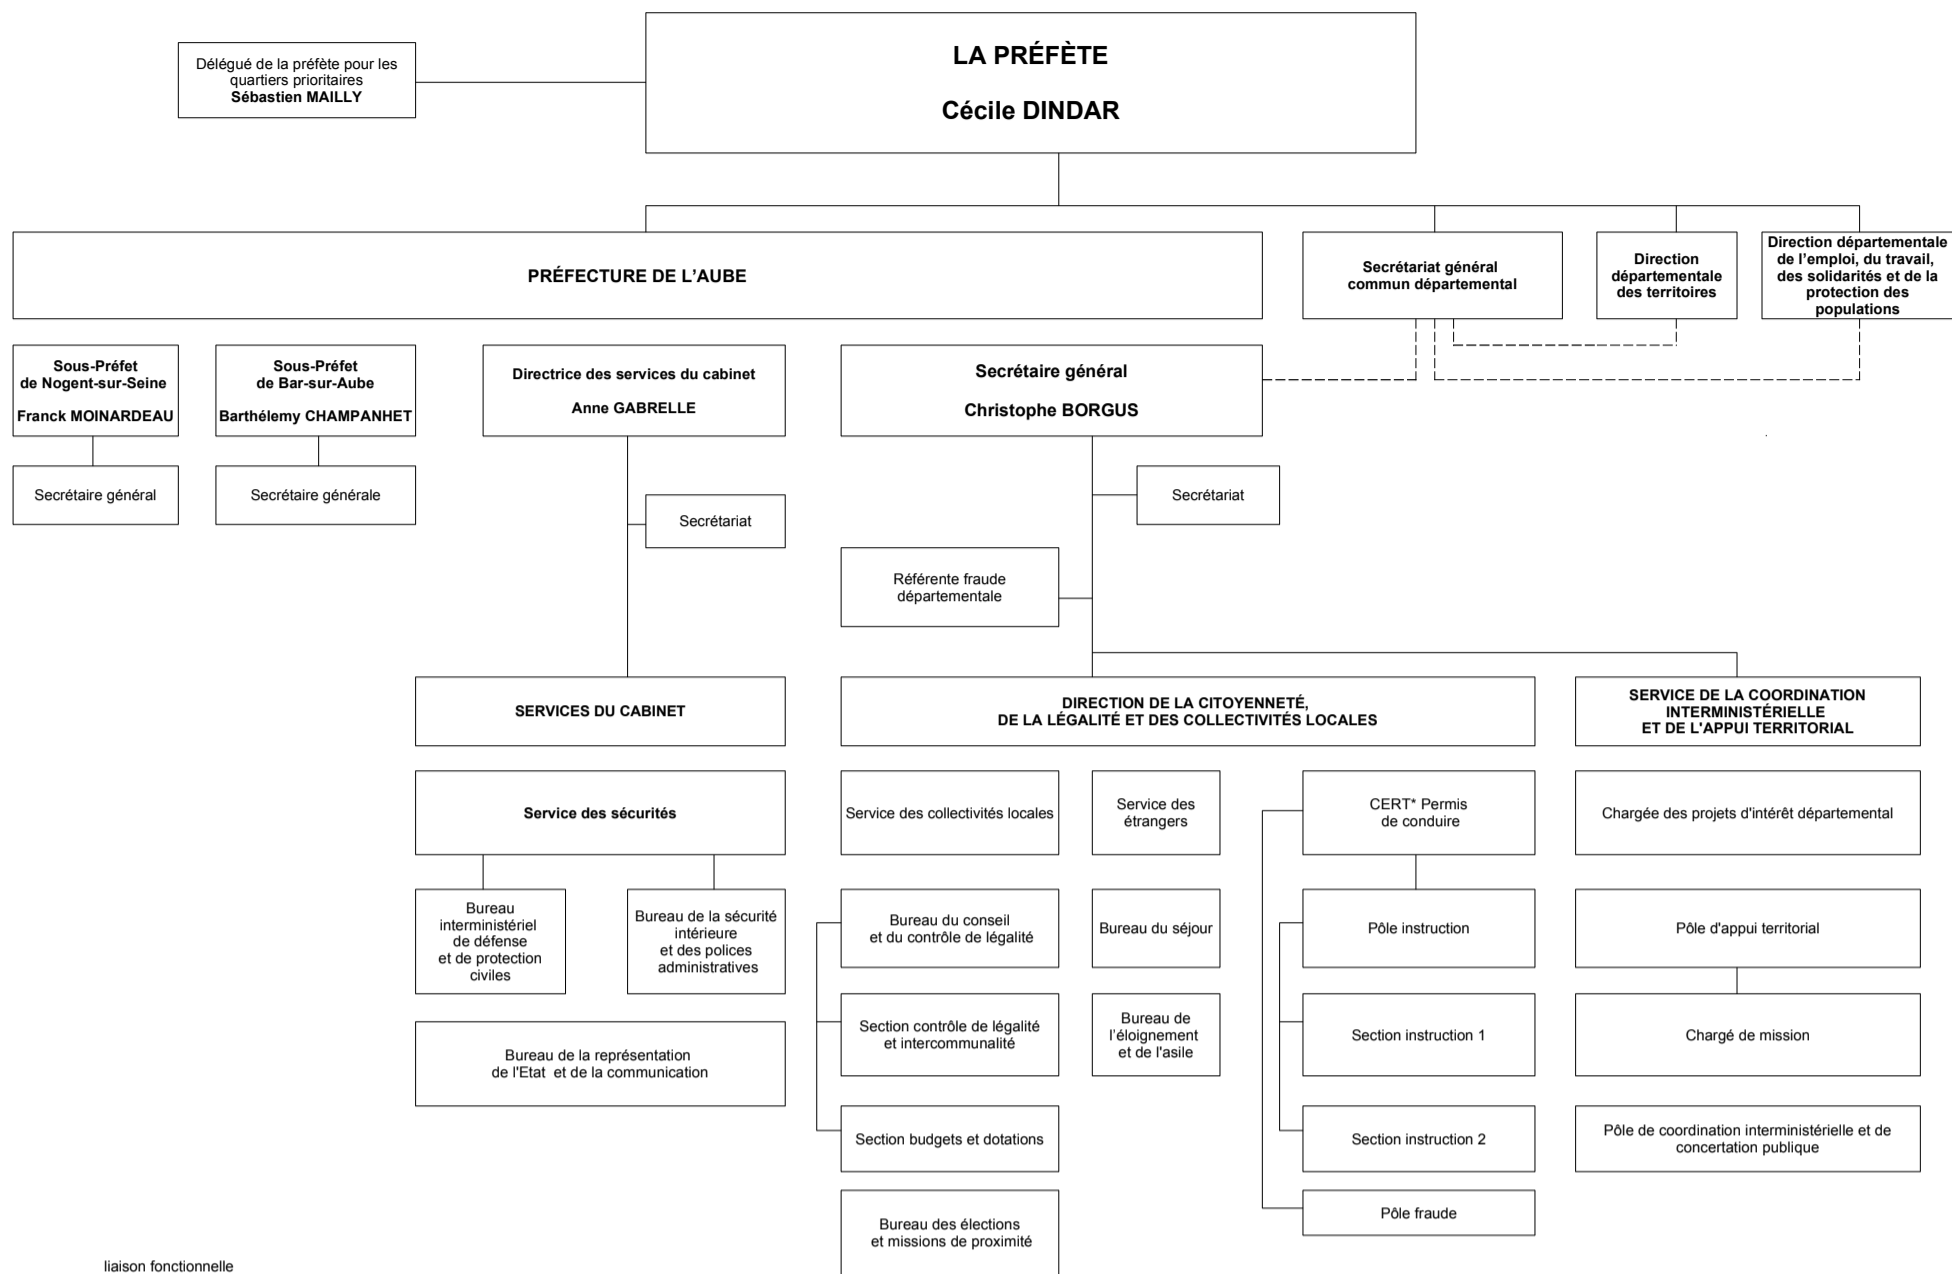 Délégué de la préfète pour les
quartiers prioritaires
Sébastien MAILLY
LA PRÉFÈTE
Cécile DINDAR
PRÉFECTURE DE L’AUBE
Secrétariat général
commun départemental
Direction
départementale
des territoires
Direction départementale
de l’emploi, du travail,
des solidarités et de la
protection des
populations
Sous-Préfet
de Nogent-sur-Seine
Franck MOINARDEAU
Sous-Préfet
de Bar-sur-Aube
Barthélemy CHAMPANHET
Directrice des services du cabinet
Anne GABRELLE
Secrétaire général
Christophe BORGUS
Secrétaire général
Secrétaire générale
Secrétariat
Secrétariat
Référente fraude
départementale
SERVICES DU CABINET
DIRECTION DE LA CITOYENNETÉ,
DE LA LÉGALITÉ ET DES COLLECTIVITÉS LOCALES
SERVICE DE LA COORDINATION
INTERMINISTÉRIELLE
ET DE L'APPUI TERRITORIAL
Service des sécurités
Bureau
interministériel
de défense
et de protection
civiles
Bureau de la sécurité
intérieure
et des polices
administratives
Bureau de la représentation
de l'Etat  et de la communication
Service des collectivités locales
Bureau du conseil
et du contrôle de légalité
Section contrôle de légalité
et intercommunalité
Section budgets et dotations
Bureau des élections
et missions de proximité
Service des
étrangers
Bureau du séjour
Bureau de
l’éloignement
et de l'asile
CERT* Permis
de conduire
Pôle instruction
Section instruction 1
Section instruction 2
Pôle fraude
Chargée des projets d'intérêt départemental
Pôle d'appui territorial
Chargé de mission
Pôle de coordination interministérielle et de
concertation publique
liaison fonctionnelle